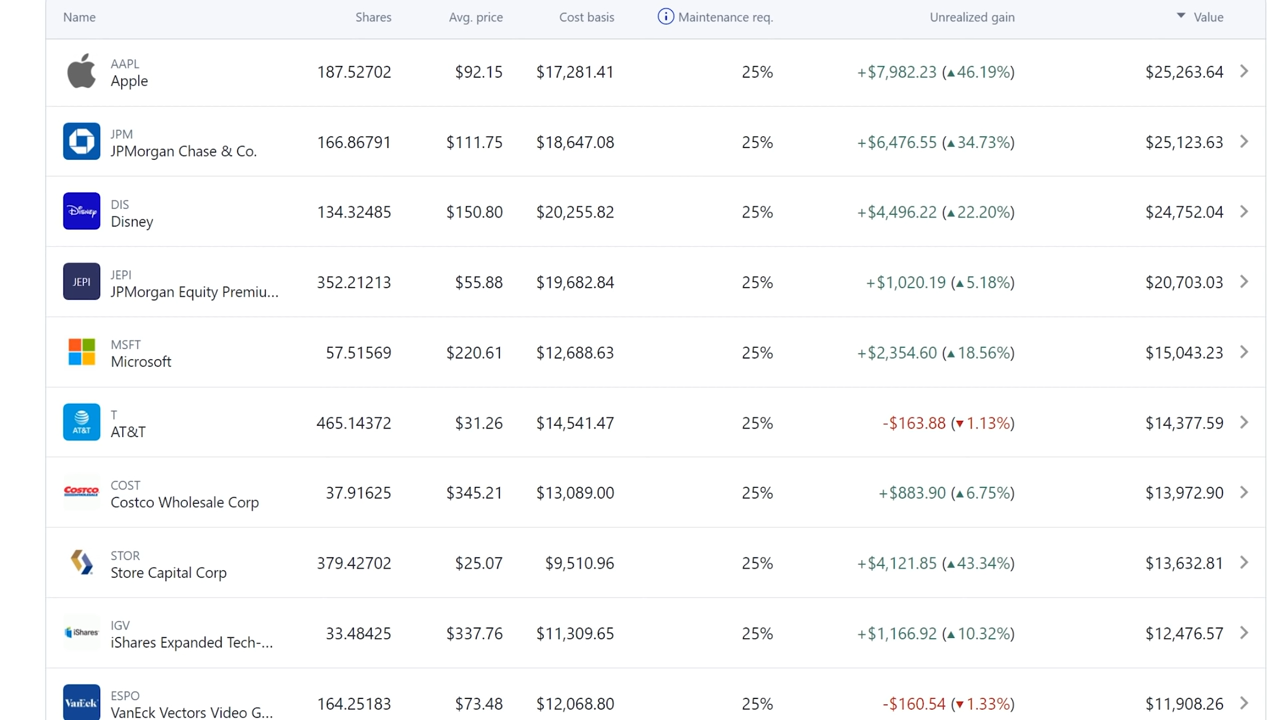 Name Shares Avg. price Cost basis Maintenance req. Unrealized gain ▼ Value
AAPL
Apple 187.52702 $92.15 $17,281.41 25% +$7,982.23 (▲46.19%) $25,263.64
JPM
JPMorgan Chase & Co. 166.86791 $111.75 $18,647.08 25% +$6,476.55 (▲34.73%) $25,123.63
Disney
DIS
Disney 134.32485 $150.80 $20,255.82 25% +$4,496.22 (▲22.20%) $24,752.04
JEPI
JEPI
JPMorgan Equity Premiu... 352.21213 $55.88 $19,682.84 25% +$1,020.19 (▲5.18%) $20,703.03
MSFT
Microsoft 57.51569 $220.61 $12,688.63 25% +$2,354.60 (▲18.56%) $15,043.23
AT&T
T
AT&T 465.14372 $31.26 $14,541.47 25% -$163.88 (▼1.13%) $14,377.59
Costco
COST
Costco Wholesale Corp 37.91625 $345.21 $13,089.00 25% +$883.90 (▲6.75%) $13,972.90
STOR
Store Capital Corp 379.42702 $25.07 $9,510.96 25% +$4,121.85 (▲43.34%) $13,632.81
iShares
IGV
iShares Expanded Tech-... 33.48425 $337.76 $11,309.65 25% +$1,166.92 (▲10.32%) $12,476.57
VanEck
ESPO
VanEck Vectors Video G... 164.25183 $73.48 $12,068.80 25% -$160.54 (▼1.33%) $11,908.26